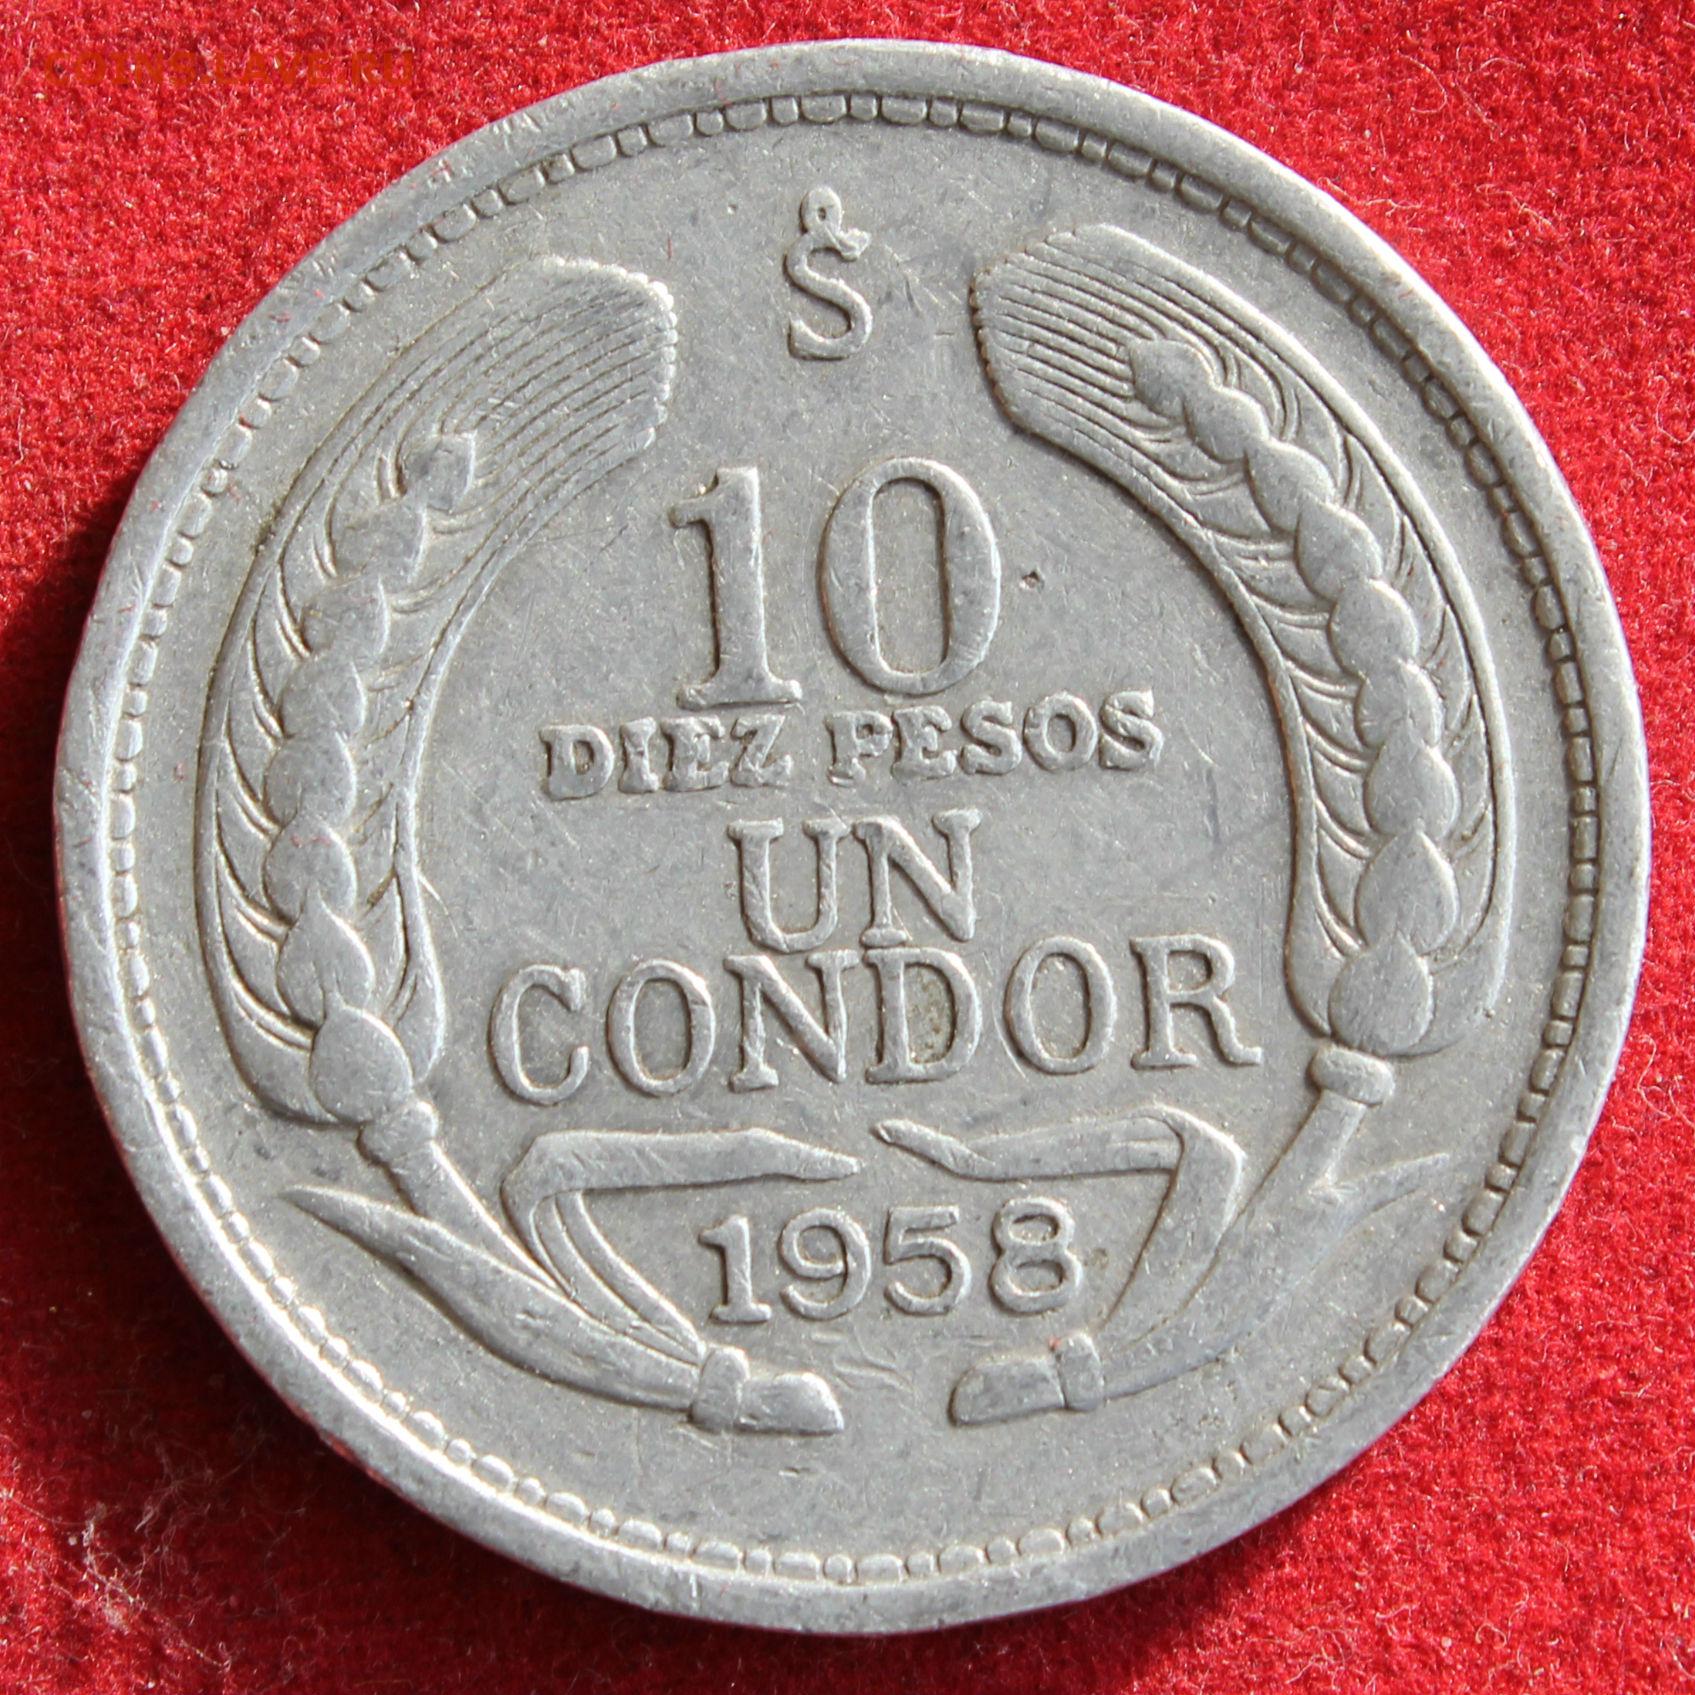 COINS.LAVE.RU
S
10
DIEZ PESOS
UN
CONDOR
1958